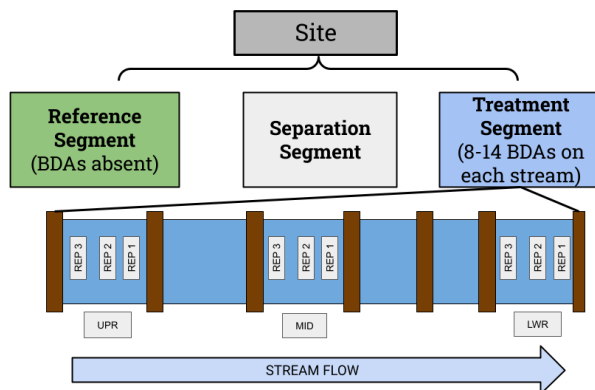 Site
Reference
Segment
(BDAs absent)
Separation
Segment
Treatment
Segment
(8-14 BDAs on
each stream)
REP 3
REP 2
REP 1
REP 3
REP 2
REP 1
REP 3
REP 2
REP 1
UPR
MID
LWR
STREAM FLOW